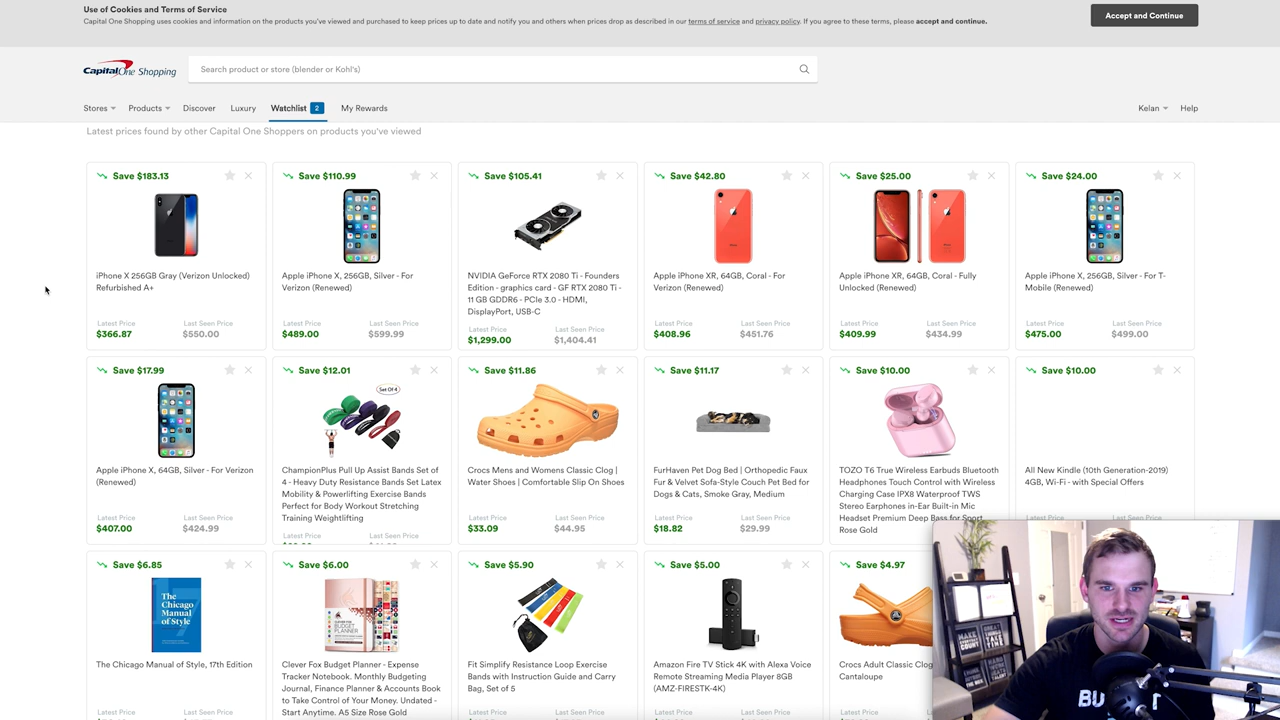 Use of Cookies and Terms of Service
Capital One Shopping uses cookies and information on the products you've viewed and purchased to keep prices up to date and notify you and others when prices drop as described in our terms of service and privacy policy. If you agree to these terms, please accept and continue.
Accept and Continue
Capital One Shopping
Search product or store (blender or Kohl's)
Stores Products Discover Luxury Watchlist 2 My Rewards Kelan Help
Latest prices found by other Capital One Shoppers on products you've viewed
Save $183.13
iPhone X 256GB Gray (Verizon Unlocked)
Refurbished A+
Latest Price Last Seen Price
$366.87 $550.00
Save $110.99
Apple iPhone X, 256GB, Silver - For
Verizon (Renewed)
Latest Price Last Seen Price
$489.00 $599.99
Save $105.41
NVIDIA GeForce RTX 2080 Ti - Founders
Edition - graphics card - GF RTX 2080 Ti -
11 GB GDDR6 - PCIe 3.0 - HDMI,
DisplayPort, USB-C
Latest Price Last Seen Price
$1,299.00 $1,404.41
Save $42.80
Apple iPhone XR, 64GB, Coral - For
Verizon (Renewed)
Latest Price Last Seen Price
$408.96 $451.76
Save $25.00
Apple iPhone XR, 64GB, Coral - Fully
Unlocked (Renewed)
Latest Price Last Seen Price
$409.99 $434.99
Save $24.00
Apple iPhone X, 256GB, Silver - For T-
Mobile (Renewed)
Latest Price Last Seen Price
$475.00 $499.00
Save $17.99
Apple iPhone X, 64GB, Silver - For Verizon
(Renewed)
Latest Price Last Seen Price
$407.00 $424.99
Save $12.01
Set Of 4
ChampionPlus Pull Up Assist Bands Set of
4 - Heavy Duty Resistance Bands Set Latex
Mobility & Powerlifting Exercise Bands
Perfect for Body Workout Stretching
Training Weightlifting
Latest Price Last Seen Price
Save $11.86
Crocs Mens and Womens Classic Clog |
Water Shoes | Comfortable Slip On Shoes
Latest Price Last Seen Price
$33.09 $44.95
Save $11.17
FurHaven Pet Dog Bed | Orthopedic Faux
Fur & Velvet Sofa-Style Couch Pet Bed for
Dogs & Cats, Smoke Gray, Medium
Latest Price Last Seen Price
$18.82 $29.99
Save $10.00
TOZO T6 True Wireless Earbuds Bluetooth
Headphones Touch Control with Wireless
Charging Case IPX8 Waterproof TWS
Stereo Earphones in-Ear Built-in Mic
Headset Premium Deep Bass for Sport
Rose Gold
Save $10.00
All New Kindle (10th Generation-2019)
4GB, Wi-Fi - with Special Offers
Latest Price Last Seen Price
Save $6.85
The
Chicago
Manual
of Style
The Chicago Manual of Style, 17th Edition
Latest Price Last Seen Price
Save $6.00
BUDGET
PLANNER
Clever Fox Budget Planner - Expense
Tracker Notebook. Monthly Budgeting
Journal, Finance Planner & Accounts Book
to Take Control of Your Money. Undated -
Start Anytime. A5 Size Rose Gold
Save $5.90
Fit Simplify Resistance Loop Exercise
Bands with Instruction Guide and Carry
Bag, Set of 5
Latest Price Last Seen Price
Save $5.00
Amazon Fire TV Stick 4K with Alexa Voice
Remote Streaming Media Player 8GB
(AMZ-FIRESTK-4K)
Latest Price Last Seen Price
Save $4.97
Crocs Adult Classic Clog
Cantaloupe
Latest Price
MAKE